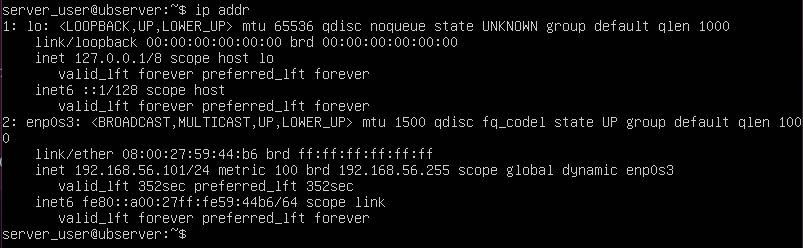 server_user@ubserver:~$ ip addr
1: lo: <LOOPBACK,UP,LOWER_UP> mtu 65536 qdisc noqueue state UNKNOWN group default qlen 1000
    link/loopback 00:00:00:00:00:00 brd 00:00:00:00:00:00
    inet 127.0.0.1/8 scope host lo
       valid_lft forever preferred_lft forever
    inet6 ::1/128 scope host
       valid_lft forever preferred_lft forever
2: enp0s3: <BROADCAST,MULTICAST,UP,LOWER_UP> mtu 1500 qdisc fq_codel state UP group default qlen 100
0
    link/ether 08:00:27:59:44:b6 brd ff:ff:ff:ff:ff:ff
    inet 192.168.56.101/24 metric 100 brd 192.168.56.255 scope global dynamic enp0s3
       valid_lft 352sec preferred_lft 352sec
    inet6 fe80::a00:27ff:fe59:44b6/64 scope link
       valid_lft forever preferred_lft forever
server_user@ubserver:~$